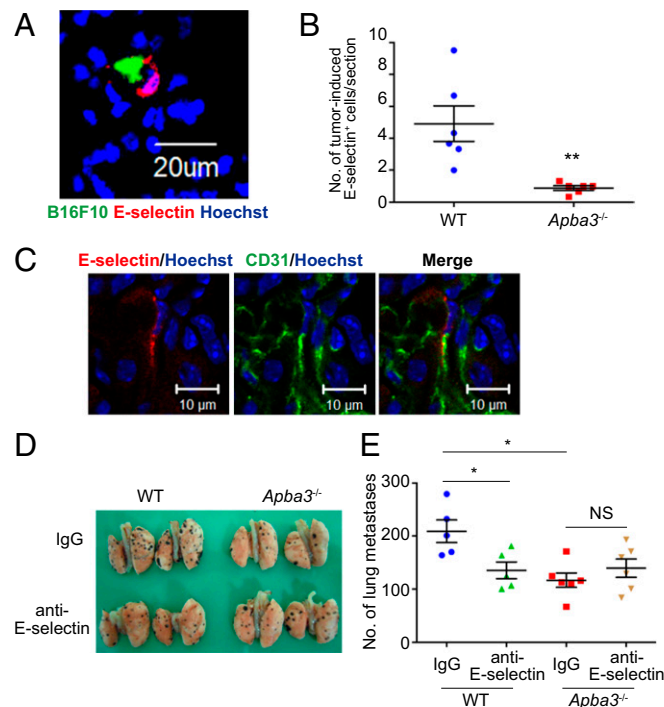 A
20um
B16F10 E-selectin Hoechst
B
No. of tumor-induced
E-selectin⁺ cells/section
10
8
6
4
2
0
**
WT
Apba3⁻/⁻
C
E-selectin/Hoechst
CD31/Hoechst
Merge
10 μm
10 μm
10 μm
D
WT
Apba3⁻/⁻
IgG
anti-
E-selectin
E
No. of lung metastases
300
200
100
0
*
*
NS
IgG
anti-
E-selectin
IgG
anti-
E-selectin
WT
Apba3⁻/⁻